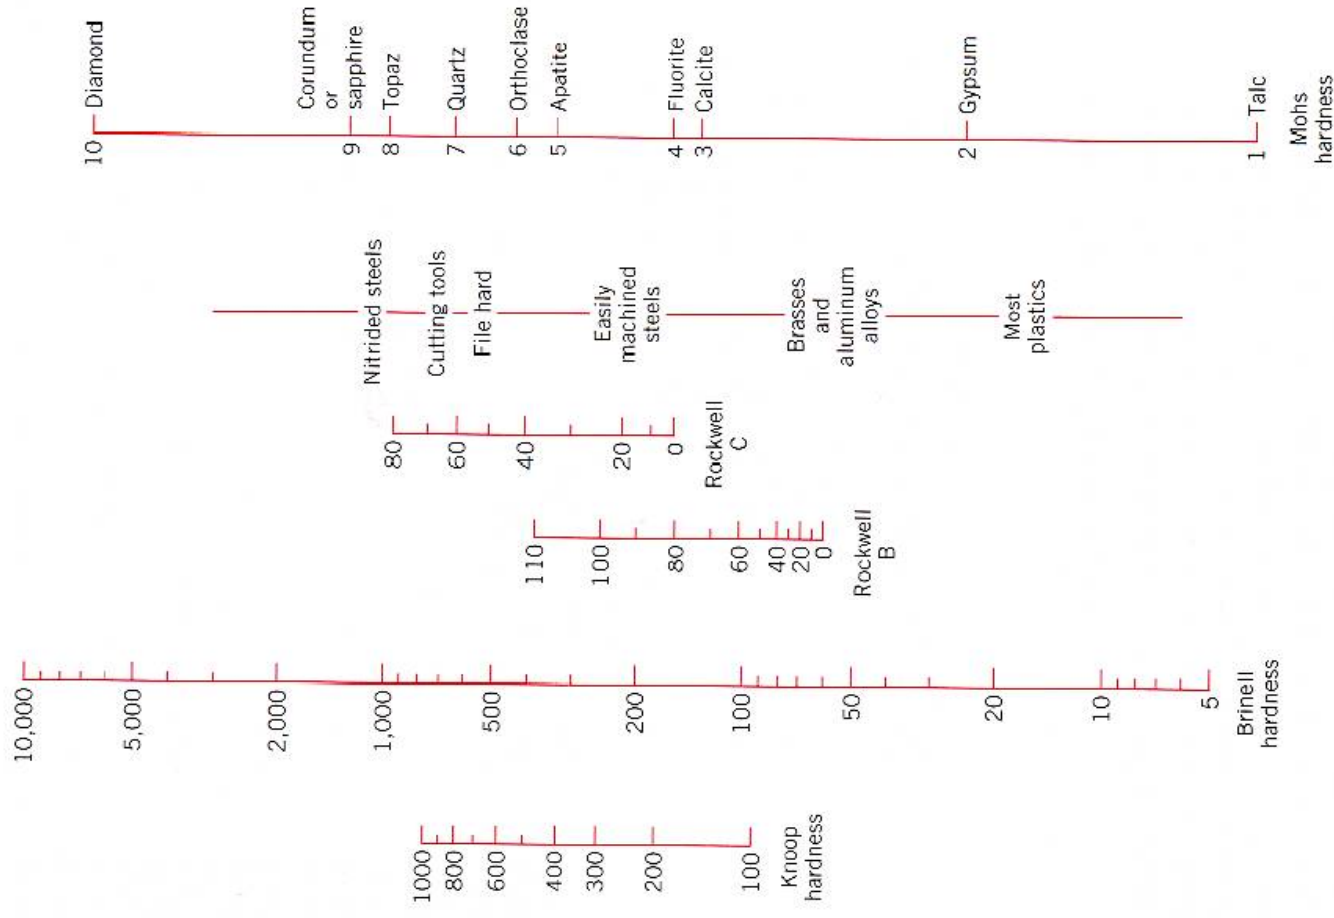 10
Diamond
Corundum
or
sapphire
9
8
Topaz
7
Quartz
6
Orthoclase
5
Apatite
4
Fluorite
3
Calcite
2
Gypsum
1
Talc
Mohs
hardness
Nitrided steels
Cutting tools
File hard
Easily
machined
steels
Brasses
and
aluminum
alloys
Most
plastics
80
60
40
20
0
Rockwell
C
110
100
80
60
40
20
0
Rockwell
B
10,000
5,000
2,000
1,000
500
200
100
50
20
10
5
Brinell
hardness
1000
800
600
400
300
200
100
Knoop
hardness